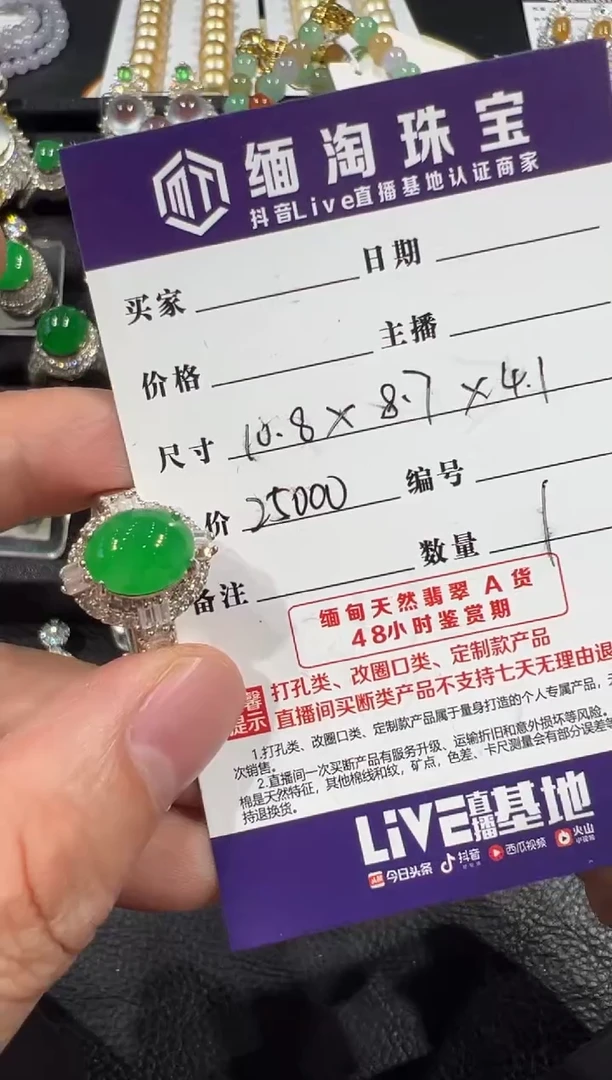 缅淘珠宝
抖音Live直播基地认证商家
买家 日期
价格 主播
尺寸 10.8×8.7×4.1
价 25000 编号
备注 数量 1
缅甸天然翡翠A货
48小时鉴赏期
馨
提示
打孔类、改圈口类、定制款产品
直播间买断类产品不支持七天无理由退
1.打孔类、改圈口类、定制款产品属于量身打造的个人专属产品，
次销售。
2.直播间一次买断产品有服务升级、运输折旧和意外损坏等风险。
棉是天然特征，其他棉线和纹，矿点，色差、卡尺测量会有部分误差等
持退换货。
LiVE直播基地
头条 今日头条 抖音 西瓜视频 火山